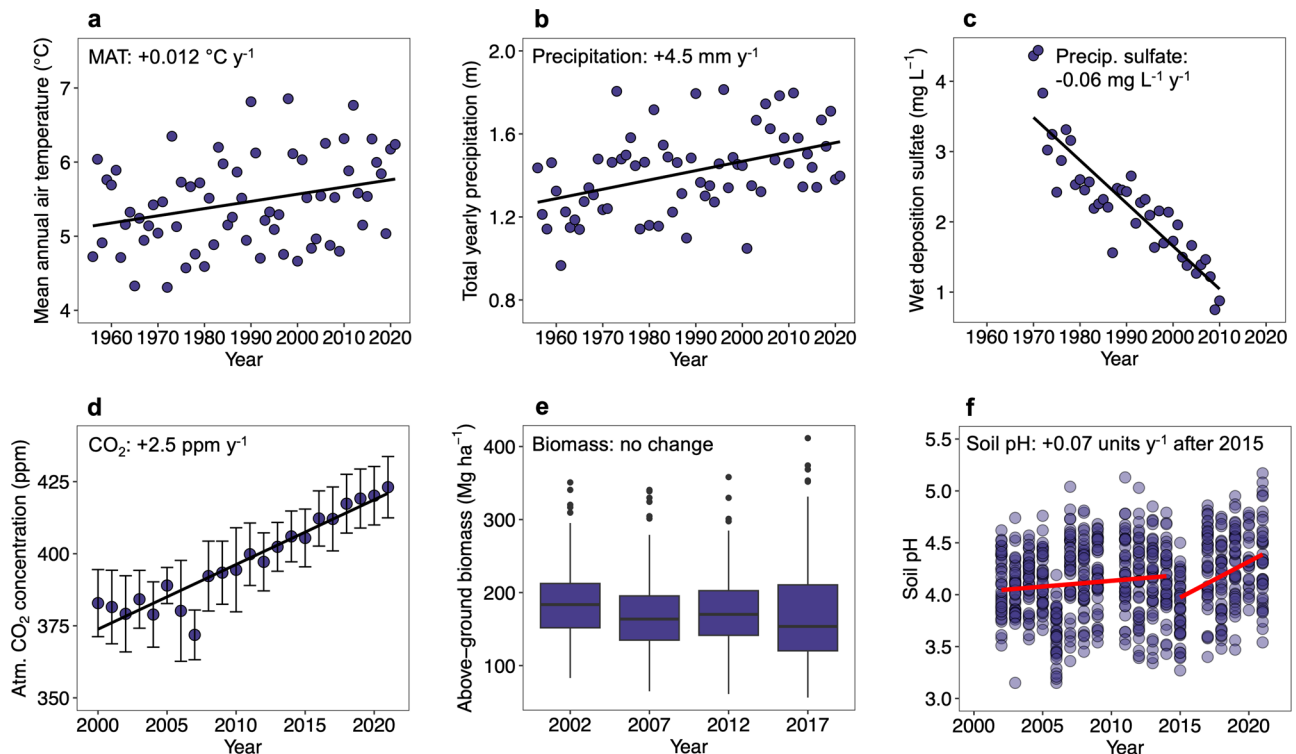 a
MAT: +0.012 °C y⁻¹
Mean annual air temperature (°C)
7
6
5
4
1960 1970 1980 1990 2000 2010 2020
Year
b
Precipitation: +4.5 mm y⁻¹
Total yearly precipitation (m)
2.0
1.6
1.2
0.8
1960 1970 1980 1990 2000 2010 2020
Year
c
Precip. sulfate:
-0.06 mg L⁻¹ y⁻¹
Wet deposition sulfate (mg L⁻¹)
4
3
2
1
1960 1970 1980 1990 2000 2010 2020
Year
d
CO₂: +2.5 ppm y⁻¹
Atm. CO₂ concentration (ppm)
425
400
375
350
2000 2005 2010 2015 2020
Year
e
Biomass: no change
Above−ground biomass (Mg ha⁻¹)
400
300
200
100
2002 2007 2012 2017
Year
f
Soil pH: +0.07 units y⁻¹ after 2015
Soil pH
5.5
5.0
4.5
4.0
3.5
3.0
2000 2005 2010 2015 2020
Year